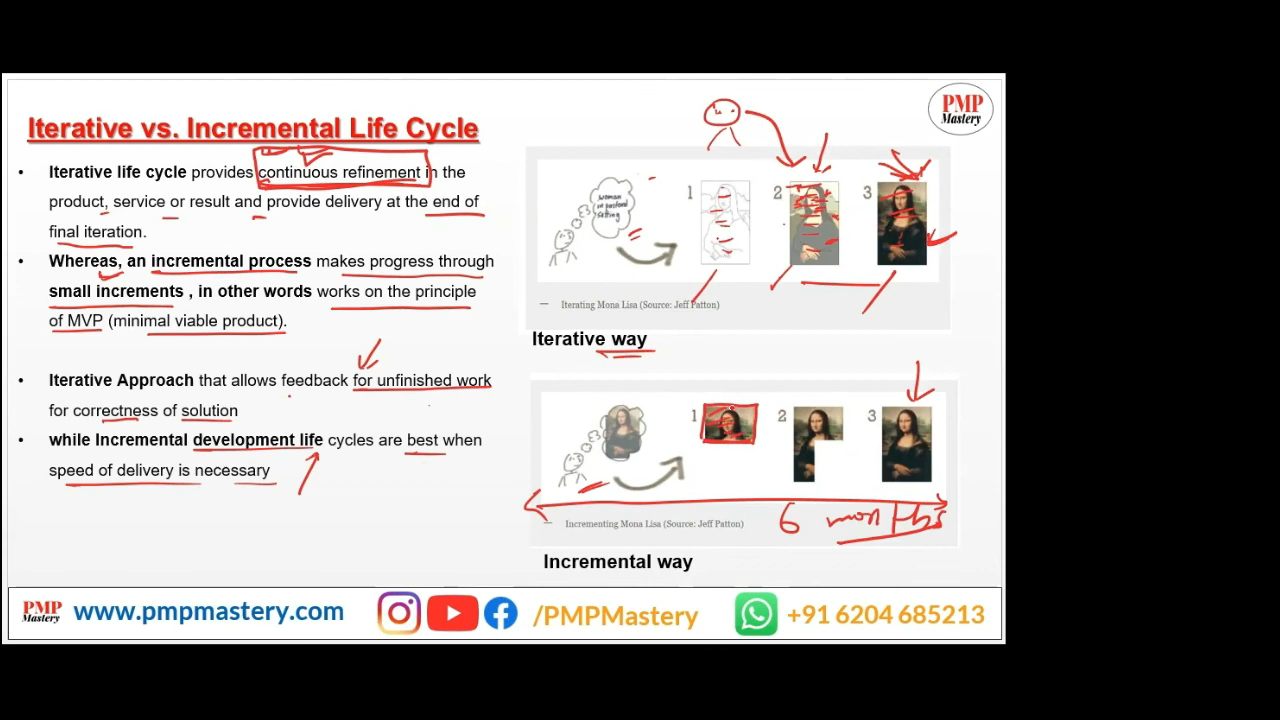 PMP
Mastery
Iterative vs. Incremental Life Cycle
• Iterative life cycle provides continuous refinement in the
product, service or result and provide delivery at the end of
final iteration.
• Whereas, an incremental process makes progress through
small increments , in other words works on the principle
of MVP (minimal viable product).
• Iterative Approach that allows feedback for unfinished work
for correctness of solution
• while Incremental development life cycles are best when
speed of delivery is necessary
woman
in pastoral
setting
1
2
3
— Iterating Mona Lisa (Source: Jeff Patton)
Iterative way
1
2
3
6 months
— Incrementing Mona Lisa (Source: Jeff Patton)
Incremental way
PMP
Mastery
www.pmpmastery.com
/PMPMastery
+91 6204 685213